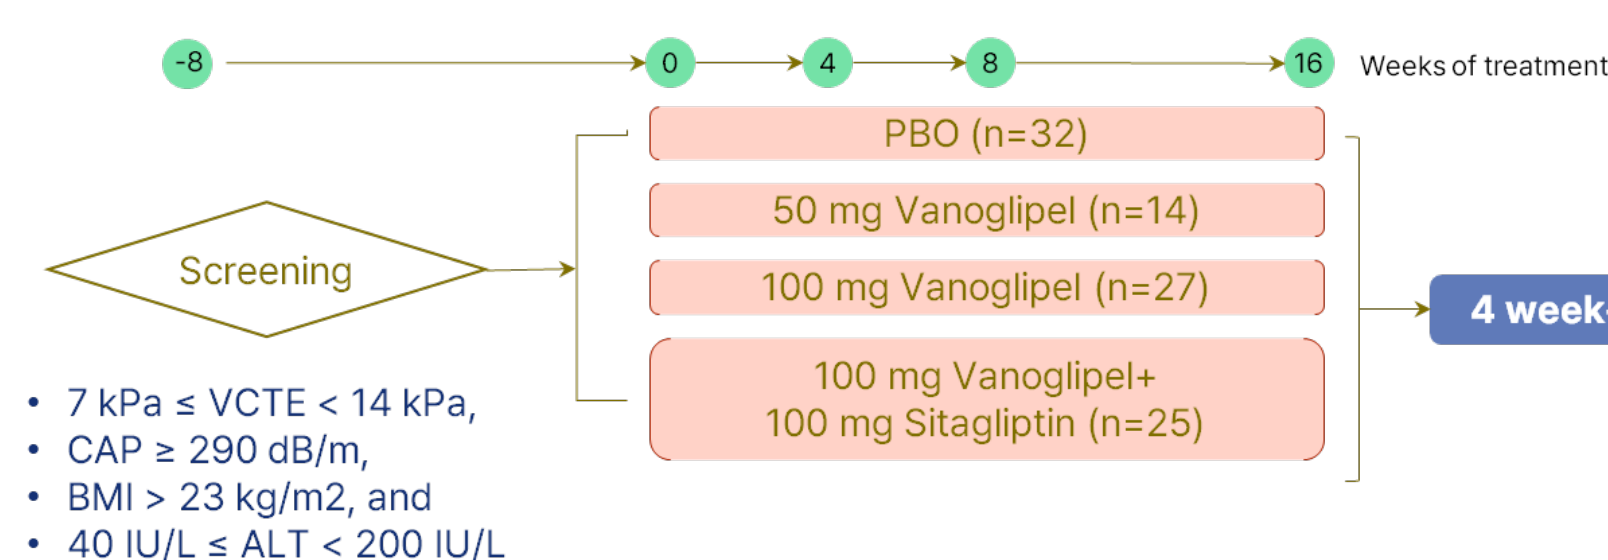 -8 0 4 8 16 Weeks of treatment
PBO (n=32)
50 mg Vanoglipel (n=14)
100 mg Vanoglipel (n=27)
100 mg Vanoglipel+
100 mg Sitagliptin (n=25)
Screening
4 week-
• 7 kPa ≤ VCTE < 14 kPa,
• CAP ≥ 290 dB/m,
• BMI > 23 kg/m2, and
• 40 IU/L ≤ ALT < 200 IU/L